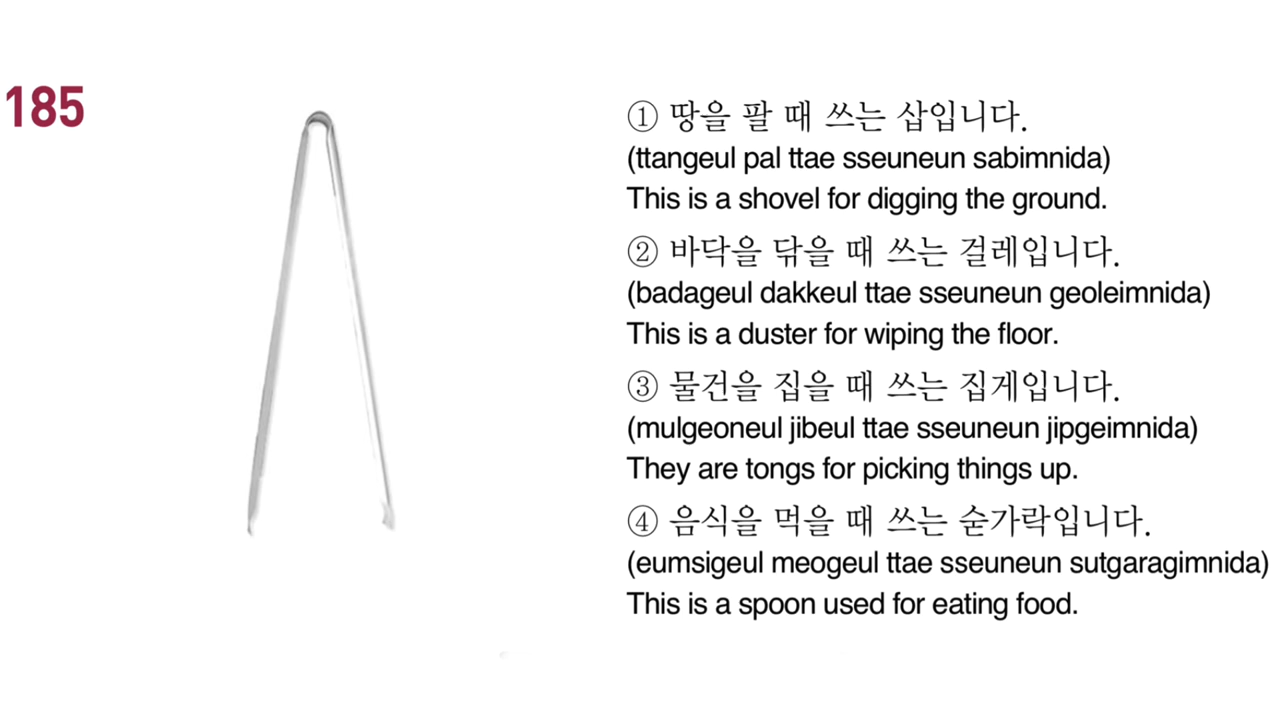 185
① 땅을 팔 때 쓰는 삽입니다.
(ttangeul pal ttae sseuneun sabimnida)
This is a shovel for digging the ground.
② 바닥을 닦을 때 쓰는 걸레입니다.
(badageul dakkeul ttae sseuneun geoleimnida)
This is a duster for wiping the floor.
③ 물건을 집을 때 쓰는 집게입니다.
(mulgeoneul jibeul ttae sseuneun jipgeimnida)
They are tongs for picking things up.
④ 음식을 먹을 때 쓰는 숟가락입니다.
(eumsigeul meogeul ttae sseuneun sutgaragimnida)
This is a spoon used for eating food.